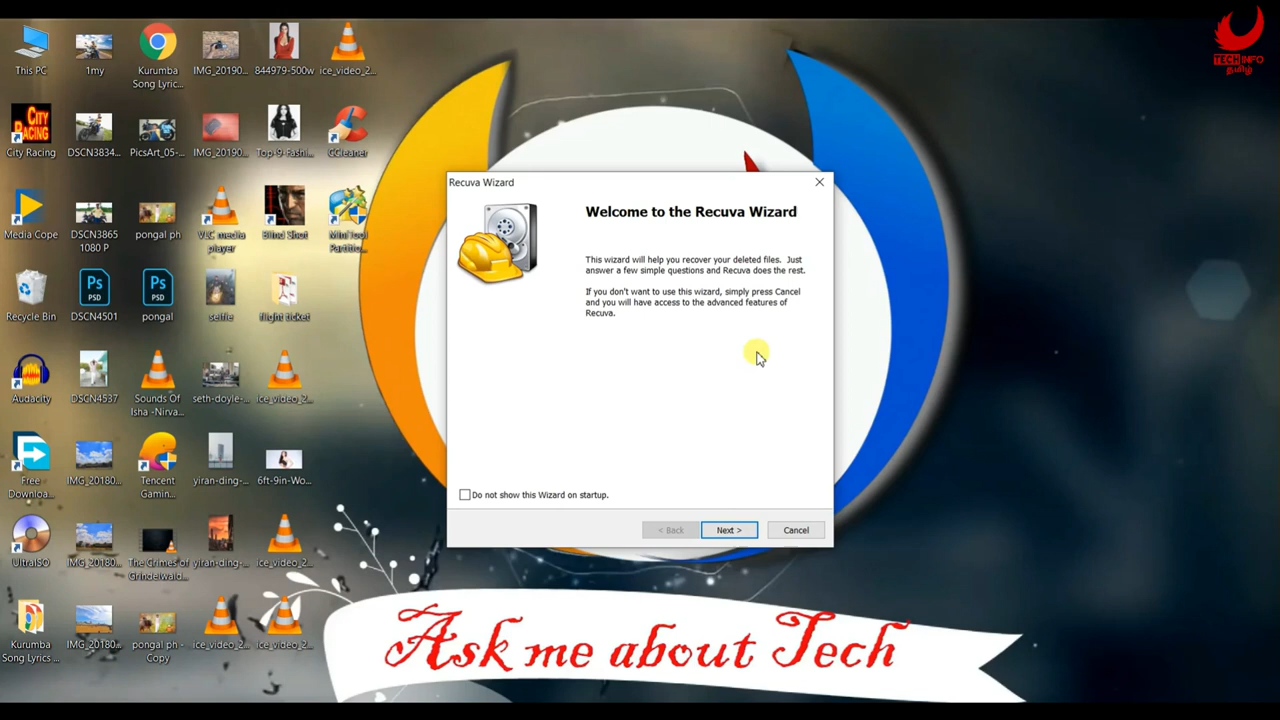 This PC
1my
Kurumba
Song Lyric...
IMG_20190...
844979-500w
ice_video_2...
City Racing
DSCN3834...
PicsArt_05-...
IMG_20190...
Top-9-Fashi...
CCleaner
Media Cope
DSCN3865
1080 P
pongal ph
VLC media
player
Blind Shot
MiniTool
Partitio...
Recycle Bin
DSCN4501
pongal
selfie
flight ticket
Audacity
DSCN4537
Sounds Of
Isha -Nirva...
seth-doyle-...
ice_video_2...
Free
Downloa...
IMG_20180...
Tencent
Gamin...
yiran-ding-...
6ft-9in-Wo...
UltraISO
IMG_20180...
The Crimes of
Grindelwald...
yiran-ding-...
ice_video_2...
Kurumba
Song Lyrics ...
IMG_20180...
pongal ph -
Copy
ice_video_2...
ice_video_2...
CITY
RACING
PSD
PSD
Recuva Wizard
Welcome to the Recuva Wizard
This wizard will help you recover your deleted files. Just
answer a few simple questions and Recuva does the rest.
If you don't want to use this wizard, simply press Cancel
and you will have access to the advanced features of
Recuva.
Do not show this Wizard on startup.
< Back
Next >
Cancel
TECH INFO
தமிழ்
Ask me about Tech